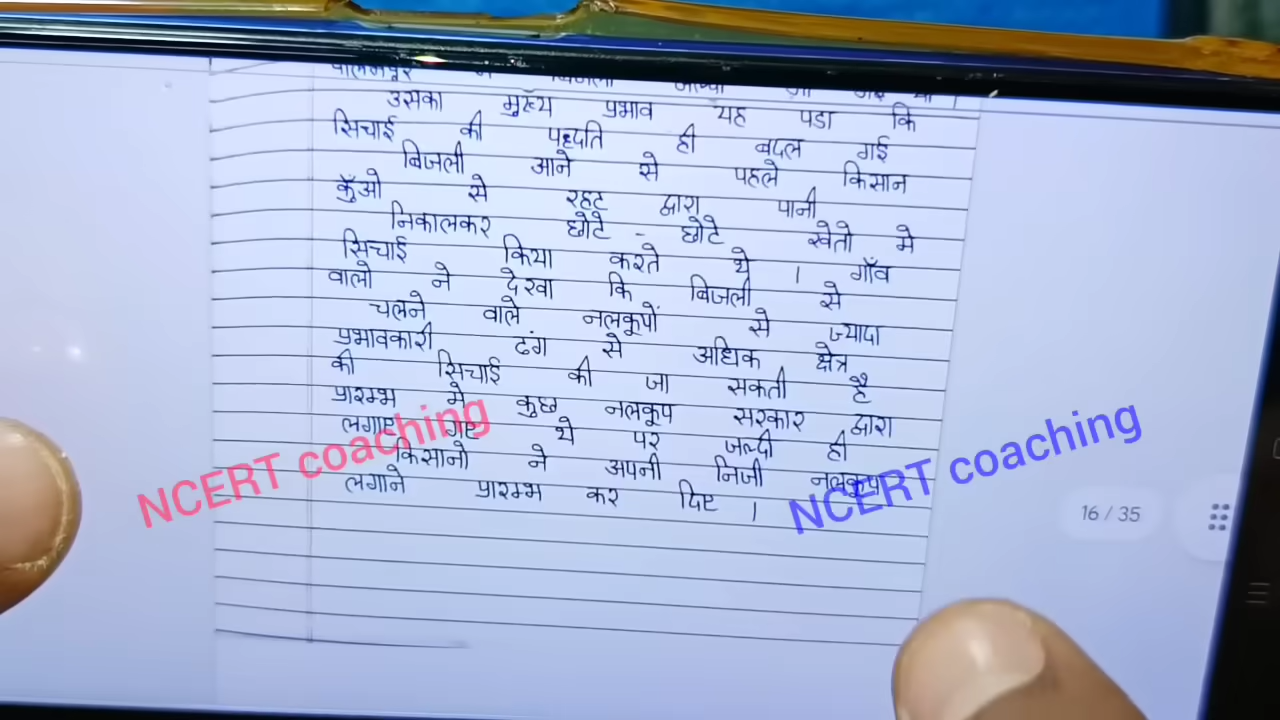 उसका मुख्य प्रभाव यह पडा कि
सिचाई की पद्दति ही बदल गई
बिजली आने से पहले किसान
कुँओ से रहट द्वारा पानी
निकालकर छोटे - छोटे खेतो मे
सिचाई किया करते थे । गाँव
वालो ने देखा कि बिजली से
चलने वाले नलकूपों से ज्यादा
प्रभावकारी ढंग से अधिक क्षेत्र
की सिचाई की जा सकती है
प्रारम्भ मे कुछ नलकूप सरकार द्वारा
लगाए गए थे पर जल्दी ही
किसानो ने अपनी निजी नलकूप
लगाने प्रारम्भ कर दिए ।
NCERT coaching
NCERT coaching
16 / 35